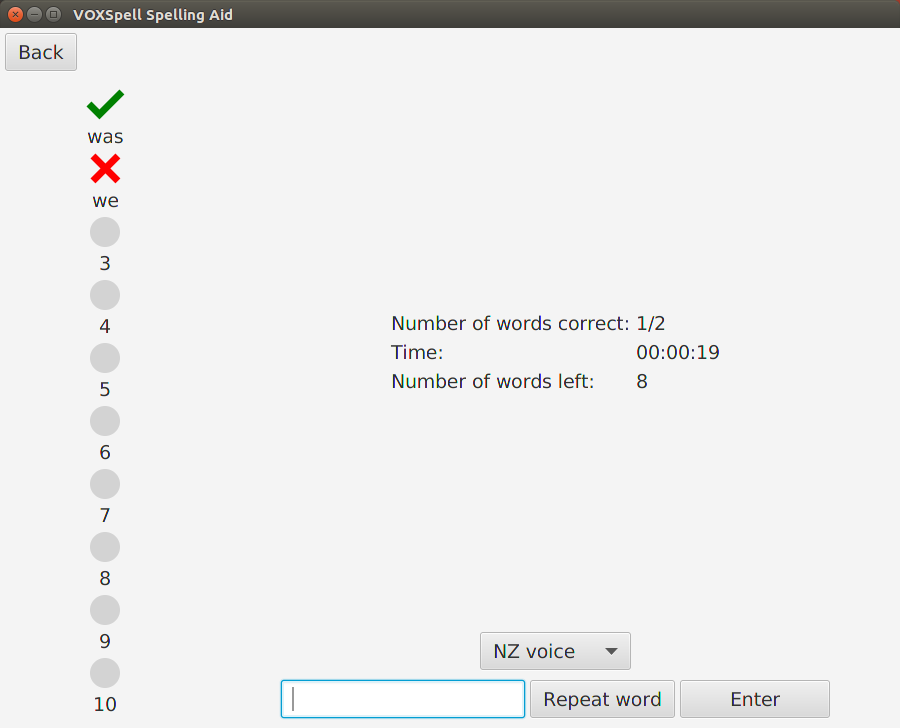 VOXSpell Spelling Aid
Back
was
we
3
4
5
6
7
8
9
10
Number of words correct: 1/2
Time: 00:00:19
Number of words left: 8
NZ voice
Repeat word
Enter